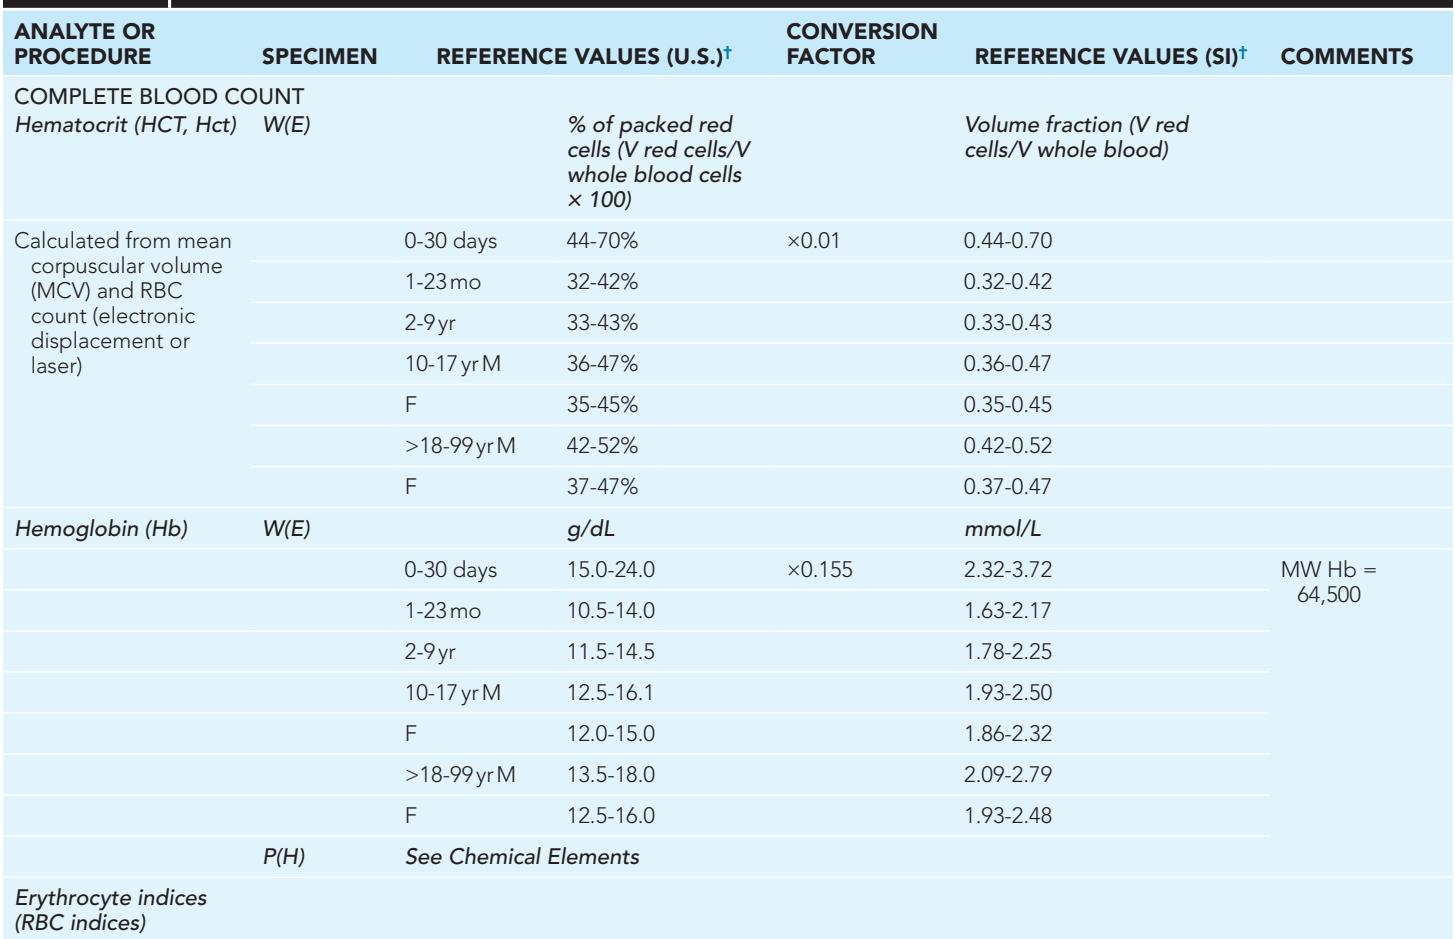 ANALYTE OR PROCEDURE SPECIMEN REFERENCE VALUES (U.S.)† CONVERSION FACTOR REFERENCE VALUES (SI)† COMMENTS
COMPLETE BLOOD COUNT
Hematocrit (HCT, Hct) W(E) % of packed red cells (V red cells/V whole blood cells × 100) Volume fraction (V red cells/V whole blood)
Calculated from mean corpuscular volume (MCV) and RBC count (electronic displacement or laser) 0-30 days 44-70% ×0.01 0.44-0.70
1-23 mo 32-42% 0.32-0.42
2-9 yr 33-43% 0.33-0.43
10-17 yr M 36-47% 0.36-0.47
F 35-45% 0.35-0.45
>18-99 yr M 42-52% 0.42-0.52
F 37-47% 0.37-0.47
Hemoglobin (Hb) W(E) g/dL mmol/L
0-30 days 15.0-24.0 ×0.155 2.32-3.72 MW Hb = 64,500
1-23 mo 10.5-14.0 1.63-2.17
2-9 yr 11.5-14.5 1.78-2.25
10-17 yr M 12.5-16.1 1.93-2.50
F 12.0-15.0 1.86-2.32
>18-99 yr M 13.5-18.0 2.09-2.79
F 12.5-16.0 1.93-2.48
P(H) See Chemical Elements
Erythrocyte indices (RBC indices)